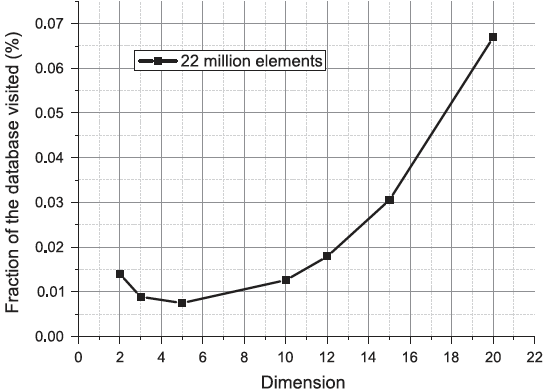 0.07
0.06
0.05
0.04
0.03
0.02
0.01
0.00
Fraction of the database visited (%)
22 million elements
0 2 4 6 8 10 12 14 16 18 20 22
Dimension